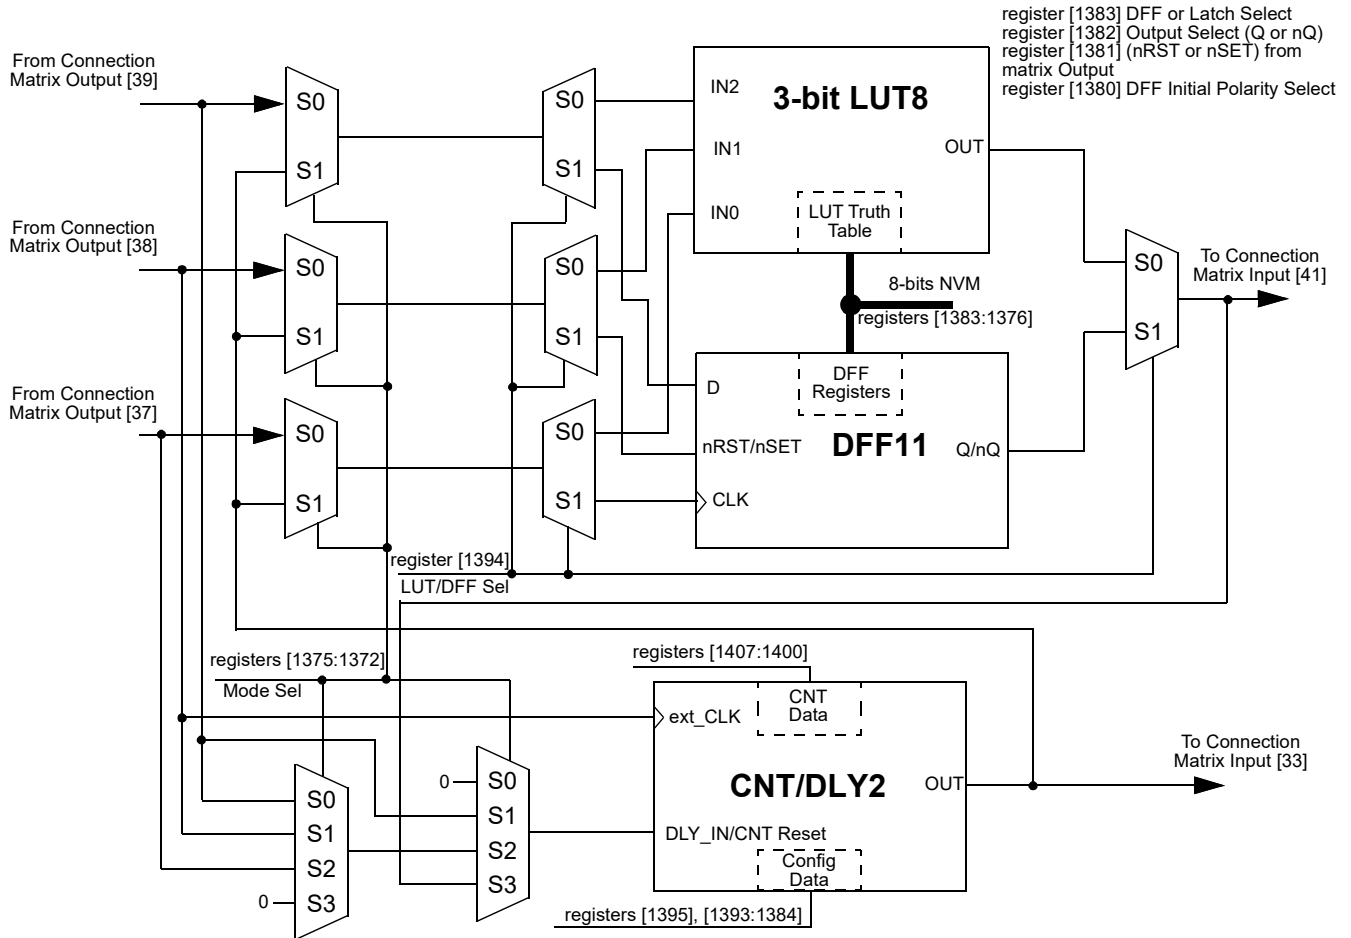 register [1383] DFF or Latch Select
register [1382] Output Select (Q or nQ)
register [1381] (nRST or nSET) from
matrix Output
register [1380] DFF Initial Polarity Select
From Connection
Matrix Output [39]
S0
S1
S0
S1
IN2
3-bit LUT8
IN1
OUT
IN0
LUT Truth
Table
From Connection
Matrix Output [38]
S0
S1
S0
S1
8-bits NVM
registers [1383:1376]
S0
S1
To Connection
Matrix Input [41]
From Connection
Matrix Output [37]
S0
S1
S0
S1
D
DFF
Registers
nRST/nSET
DFF11
Q/nQ
CLK
register [1394]
LUT/DFF Sel
registers [1375:1372]
Mode Sel
registers [1407:1400]
ext_CLK
CNT
Data
CNT/DLY2
OUT
To Connection
Matrix Input [33]
DLY_IN/CNT Reset
Config
Data
registers [1395], [1393:1384]
0
S0
S1
S2
S3
S0
S1
S2
0
S3